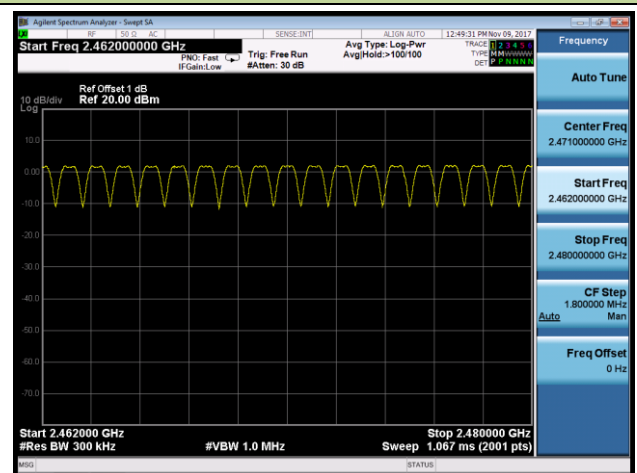 Agilent Spectrum Analyzer - Swept SA
RF 50 Ω AC SENSE:INT ALIGN AUTO 12:49:31 PM Nov 09, 2017
Start Freq 2.462000000 GHz
PNO: Fast
IFGain:Low
Trig: Free Run
#Atten: 30 dB
Avg Type: Log-Pwr
Avg|Hold:>100/100
TRACE 1 2 3 4 5 6
TYPE MMWWWW
DET P P N N N N
Ref Offset 1 dB
10 dB/div Ref 20.00 dBm
Log
10.0
0.00
-10.0
-20.0
-30.0
-40.0
-50.0
-60.0
-70.0
Start 2.462000 GHz Stop 2.480000 GHz
#Res BW 300 kHz #VBW 1.0 MHz Sweep 1.067 ms (2001 pts)
MSG STATUS
Frequency
Auto Tune
Center Freq
2.471000000 GHz
Start Freq
2.462000000 GHz
Stop Freq
2.480000000 GHz
CF Step
1.800000 MHz
Auto Man
Freq Offset
0 Hz